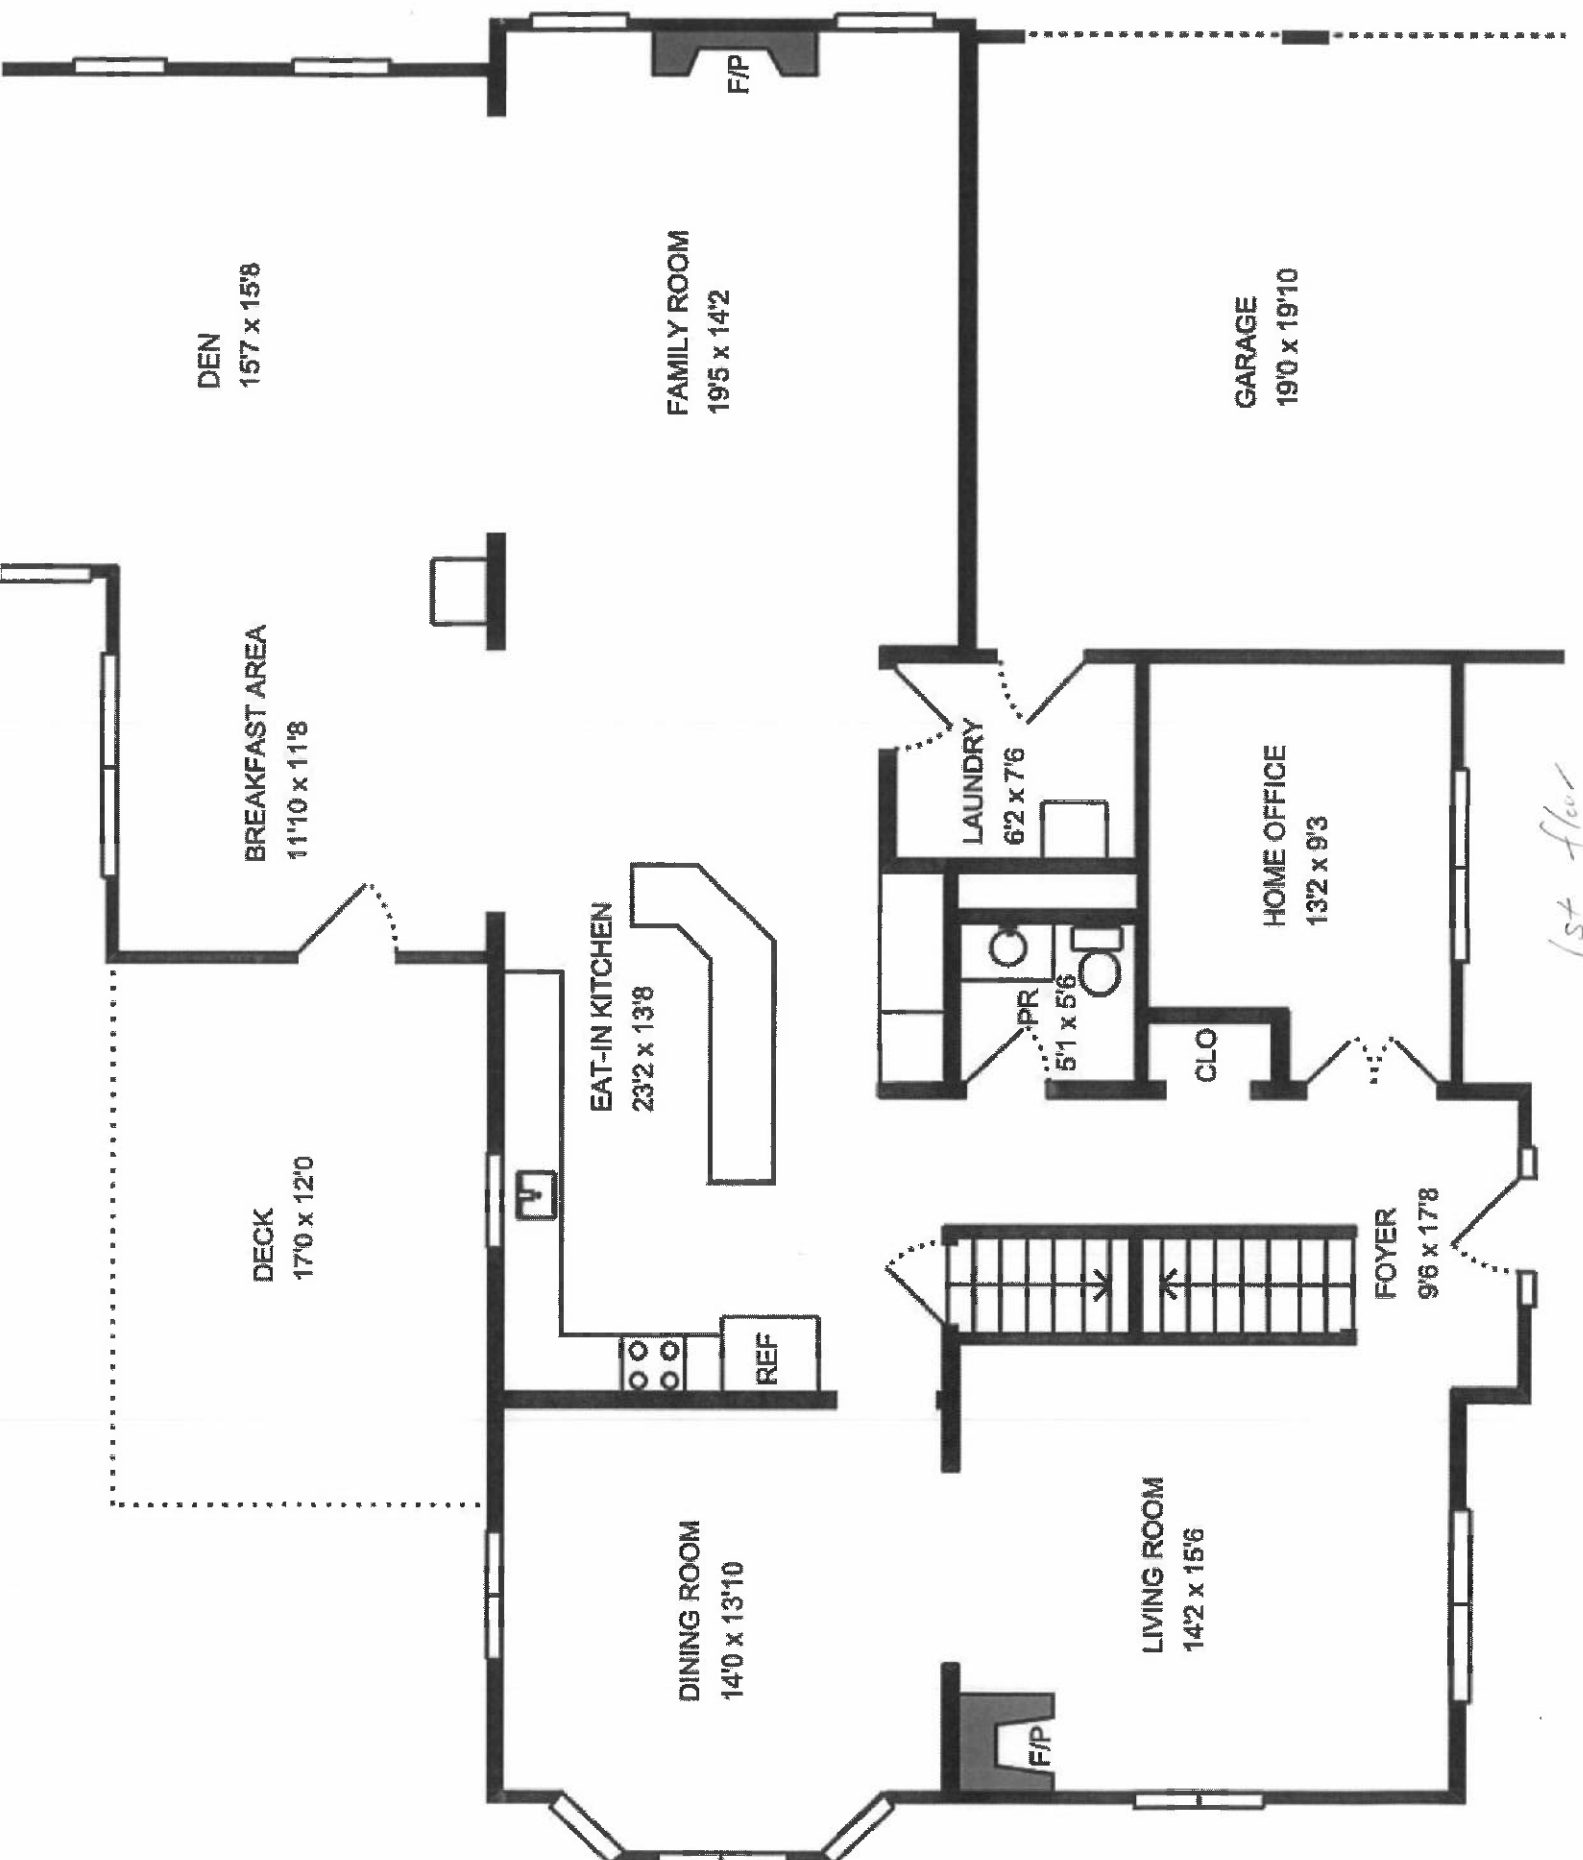 DECK
17'0 x 12'0
BREAKFAST AREA
11'10 x 11'8
DEN
15'7 x 15'8
DINING ROOM
14'0 x 13'10
EAT-IN KITCHEN
23'2 x 13'8
REF
FAMILY ROOM
19'5 x 14'2
F/P
LIVING ROOM
14'2 x 15'6
F/P
PR
5'1 x 5'6
LAUNDRY
6'2 x 7'6
CLO
FOYER
9'6 x 17'8
HOME OFFICE
13'2 x 9'3
GARAGE
19'0 x 19'10
1st floor